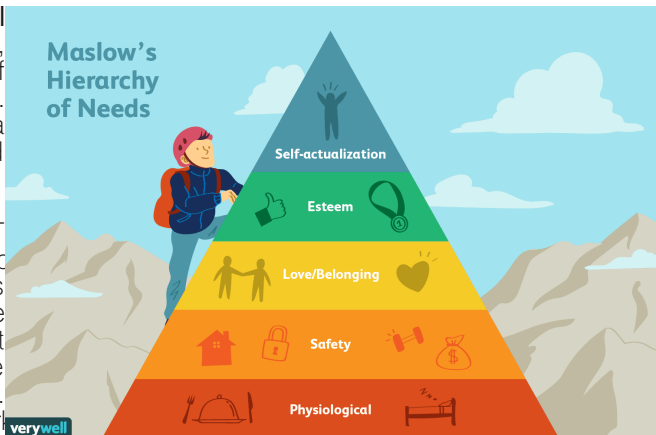 Maslow's
Hierarchy
of Needs
Self-actualization
Esteem
Love/Belonging
Safety
Physiological
verywell